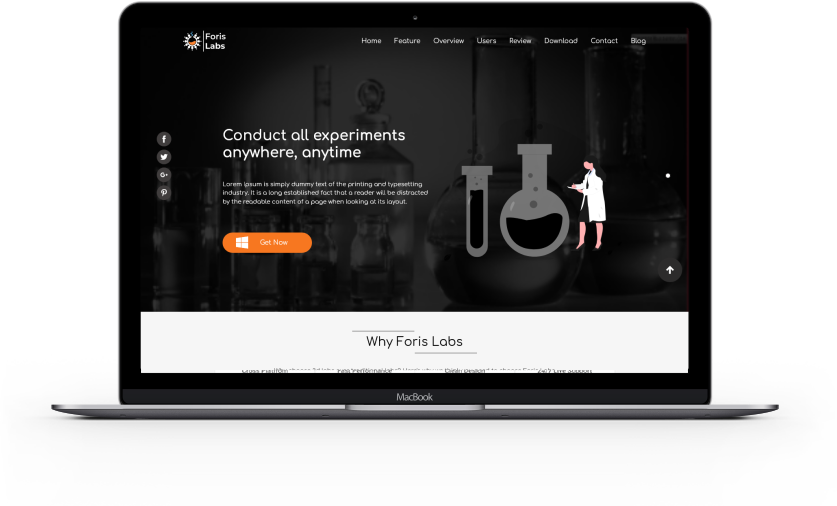 Foris
Labs
Home Feature Overview Users Review Download Contact Blog
Conduct all experiments
anywhere, anytime
Lorem Ipsum is simply dummy text of the printing and typesetting
industry. It is a long established fact that a reader will be distracted
by the readable content of a page when looking at its layout.
Get Now
Why Foris Labs
MacBook